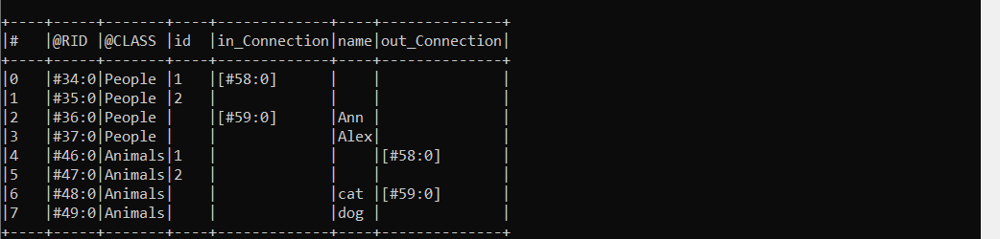 +----+-----+-------+----+-------------+----+--------------+
|#   |@RID |@CLASS |id  |in_Connection|name|out_Connection|
+----+-----+-------+----+-------------+----+--------------+
|0   |#34:0|People |1   |[#58:0]      |    |              |
|1   |#35:0|People |2   |             |    |              |
|2   |#36:0|People |    |[#59:0]      |Ann |              |
|3   |#37:0|People |    |             |Alex|              |
|4   |#46:0|Animals|1   |             |    |[#58:0]       |
|5   |#47:0|Animals|2   |             |    |              |
|6   |#48:0|Animals|    |             |cat |[#59:0]       |
|7   |#49:0|Animals|    |             |dog |              |
+----+-----+-------+----+-------------+----+--------------+